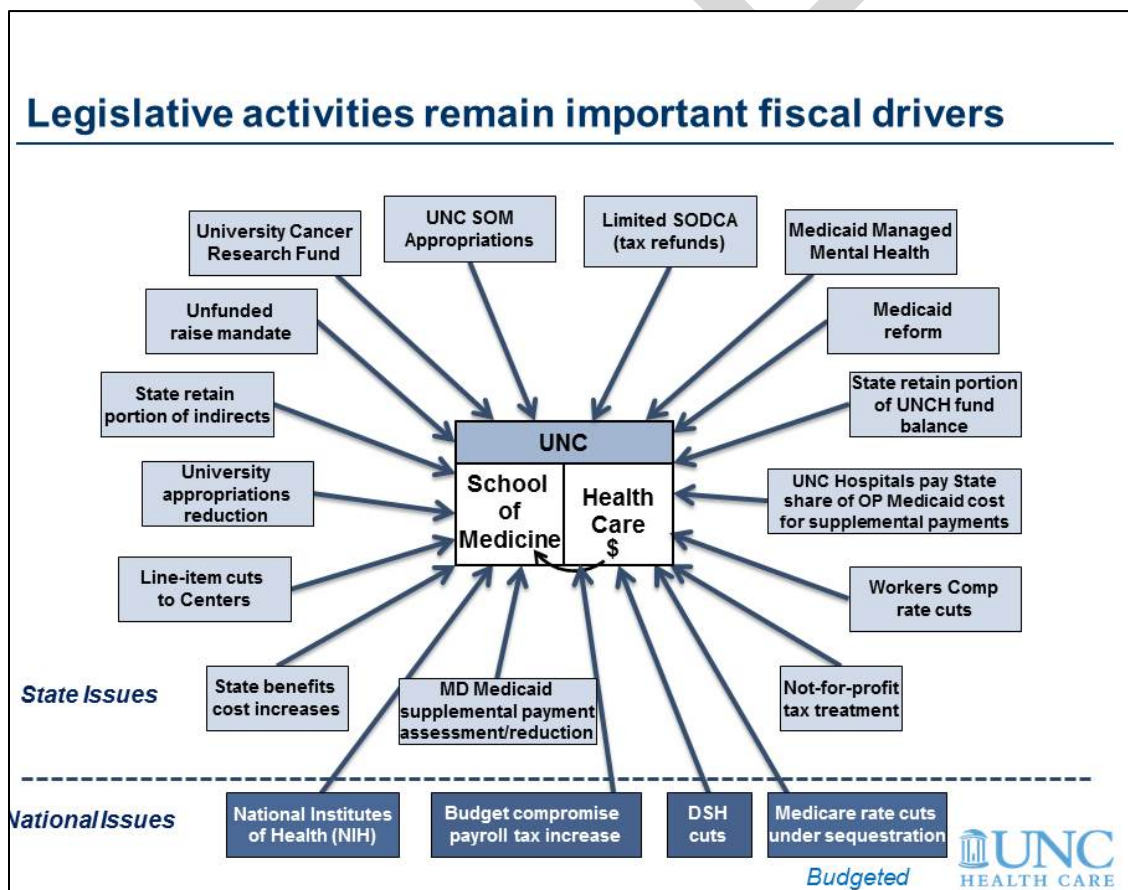 Legislative activities remain important fiscal drivers
University Cancer
Research Fund
UNC SOM
Appropriations
Limited SODCA
(tax refunds)
Medicaid Managed
Mental Health
Unfunded
raise mandate
Medicaid
reform
State retain
portion of indirects
State retain portion
of UNCH fund
balance
University
appropriations
reduction
UNC
School
of
Medicine
Health
Care
$
UNC Hospitals pay State
share of OP Medicaid cost
for supplemental payments
Line-item cuts
to Centers
Workers Comp
rate cuts
State Issues
State benefits
cost increases
MD Medicaid
supplemental payment
assessment/reduction
Not-for-profit
tax treatment
National Issues
National Institutes
of Health (NIH)
Budget compromise
payroll tax increase
DSH
cuts
Medicare rate cuts
under sequestration
Budgeted
UNC
HEALTH CARE